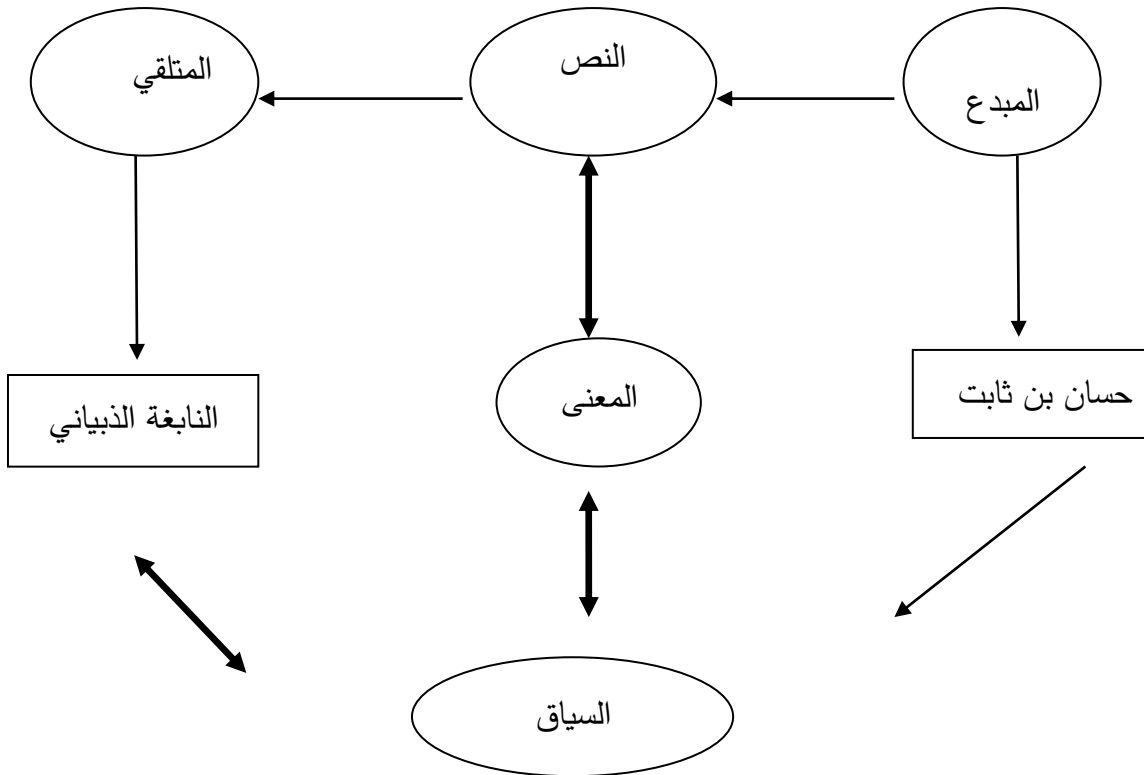 المبدع
النص
المتلقي
حسان بن ثابت
المعنى
النابغة الذبياني
السياق